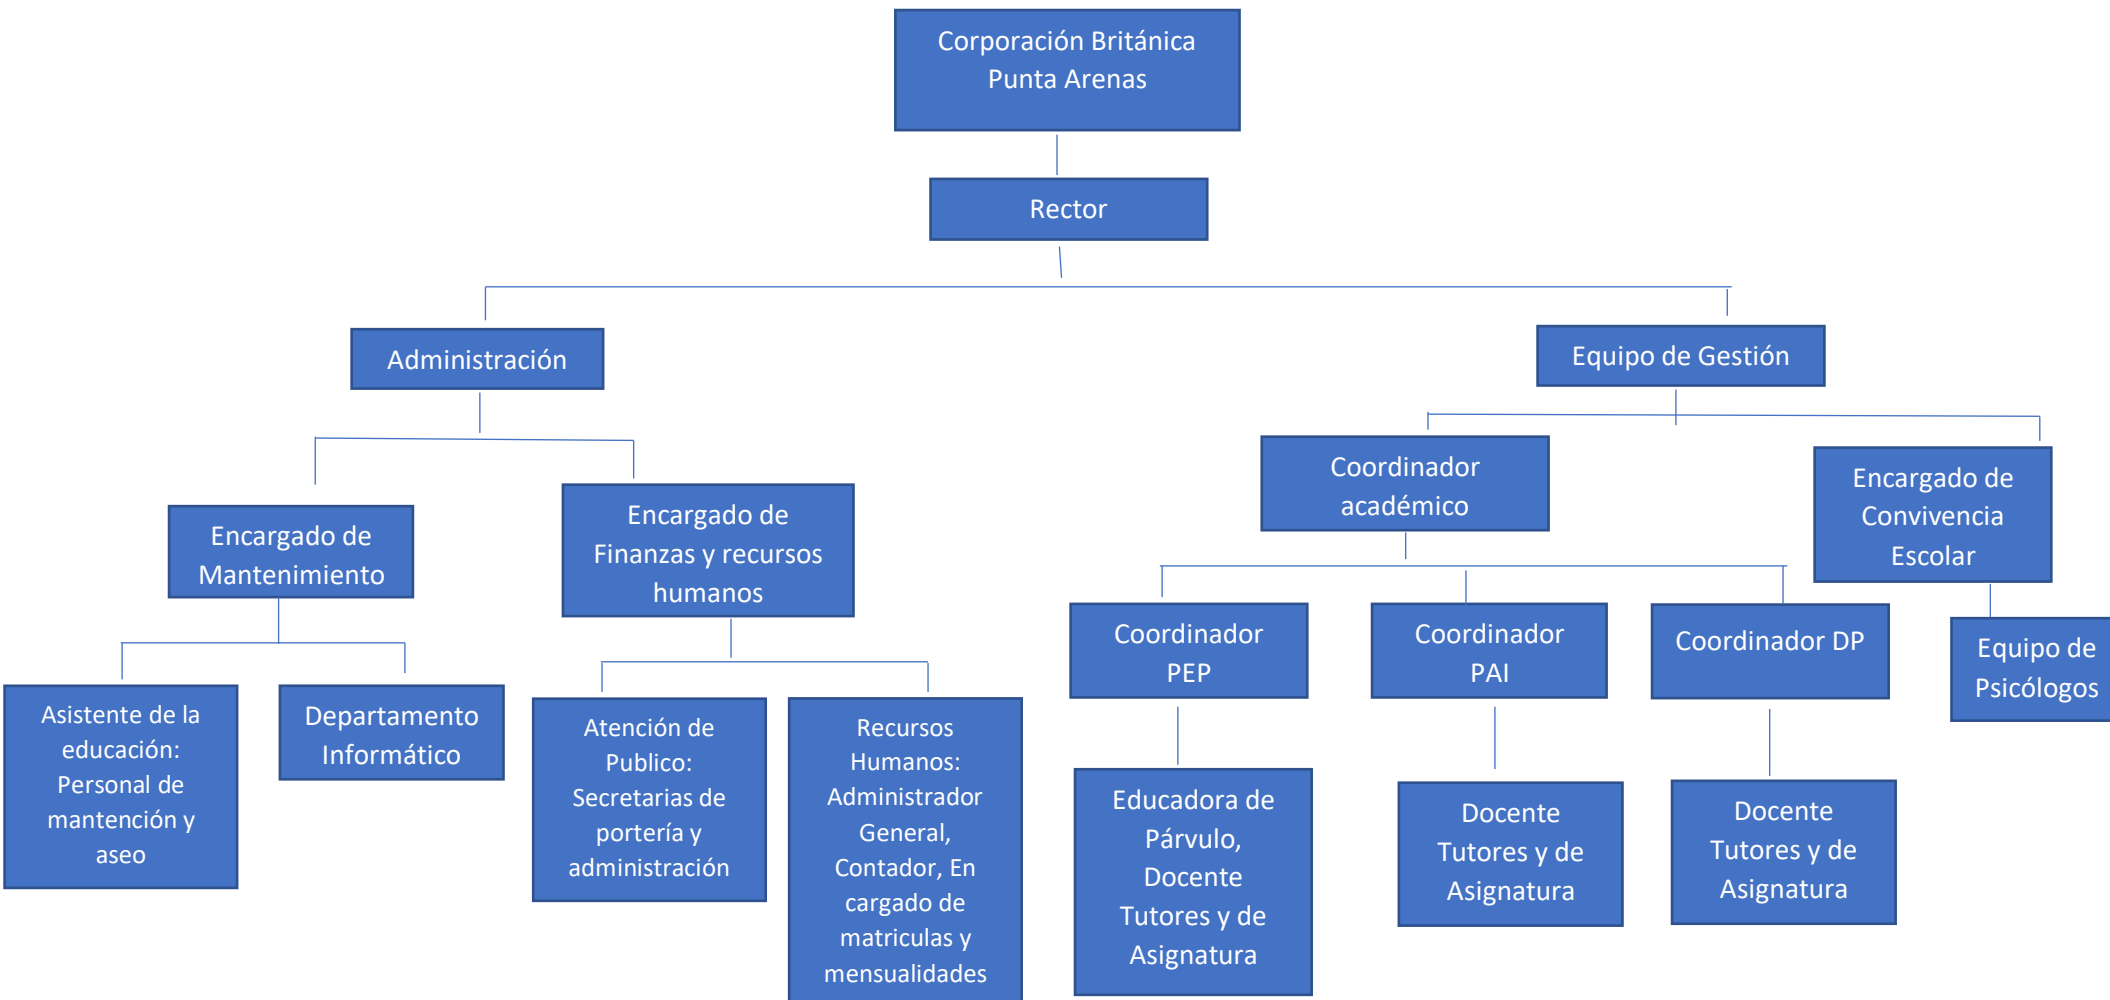 Corporación Británica
Punta Arenas
Rector
Administración
Equipo de Gestión
Encargado de
Mantenimiento
Encargado de
Finanzas y recursos
humanos
Coordinador
académico
Encargado de
Convivencia
Escolar
Asistente de la
educación:
Personal de
mantención y
aseo
Departamento
Informático
Atención de
Publico:
Secretarias de
portería y
administración
Recursos
Humanos:
Administrador
General,
Contador, En
cargado de
matriculas y
mensualidades
Coordinador
PEP
Coordinador
PAI
Coordinador DP
Equipo de
Psicólogos
Educadora de
Párvulo,
Docente
Tutores y de
Asignatura
Docente
Tutores y de
Asignatura
Docente
Tutores y de
Asignatura